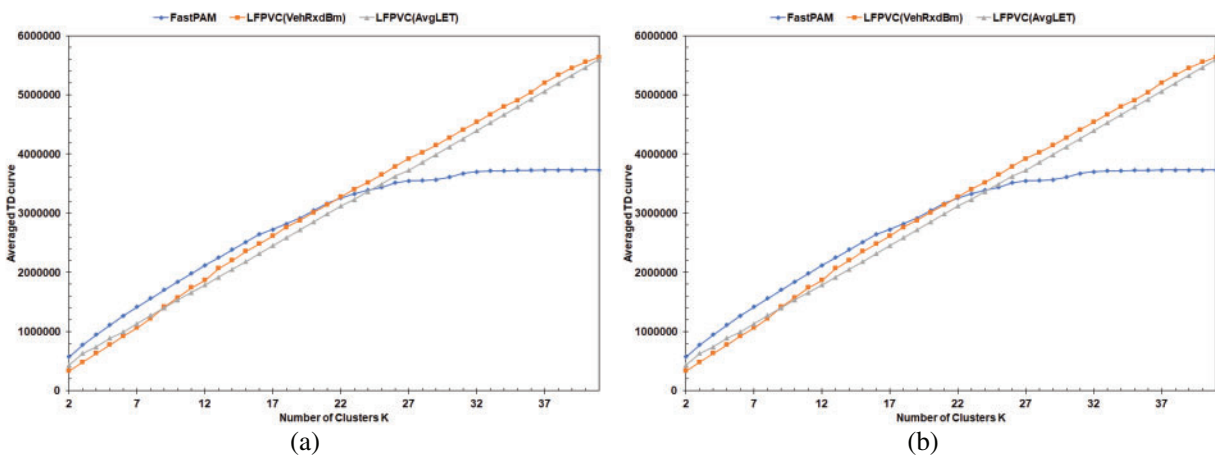 FastPAM LFPVC(VehRxdBm) LFPVC(AvgLET)
6000000
5000000
4000000
3000000
2000000
1000000
0
Averaged TD curve
2 7 12 17 22 27 32 37
Number of Clusters K
(a)
FastPAM LFPVC(VehRxdBm) LFPVC(AvgLET)
6000000
5000000
4000000
3000000
2000000
1000000
0
Averaged TD curve
2 7 12 17 22 27 32 37
Number of Clusters K
(b)